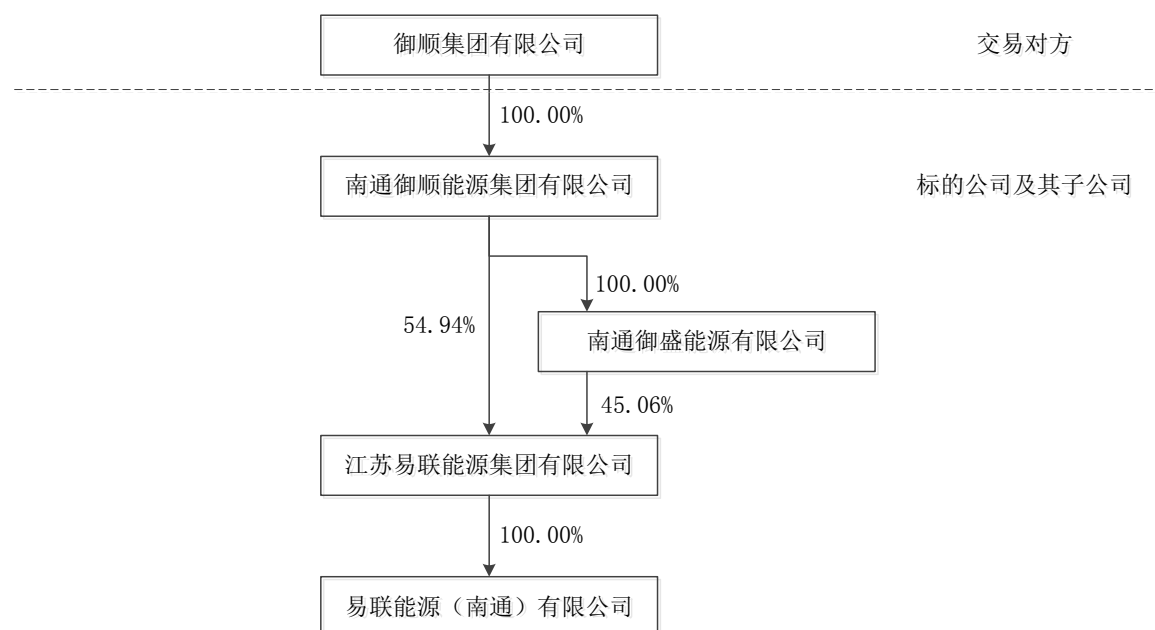 御顺集团有限公司
交易对方
100.00%
南通御顺能源集团有限公司
标的公司及其子公司
100.00%
54.94%
南通御盛能源有限公司
45.06%
江苏易联能源集团有限公司
100.00%
易联能源（南通）有限公司